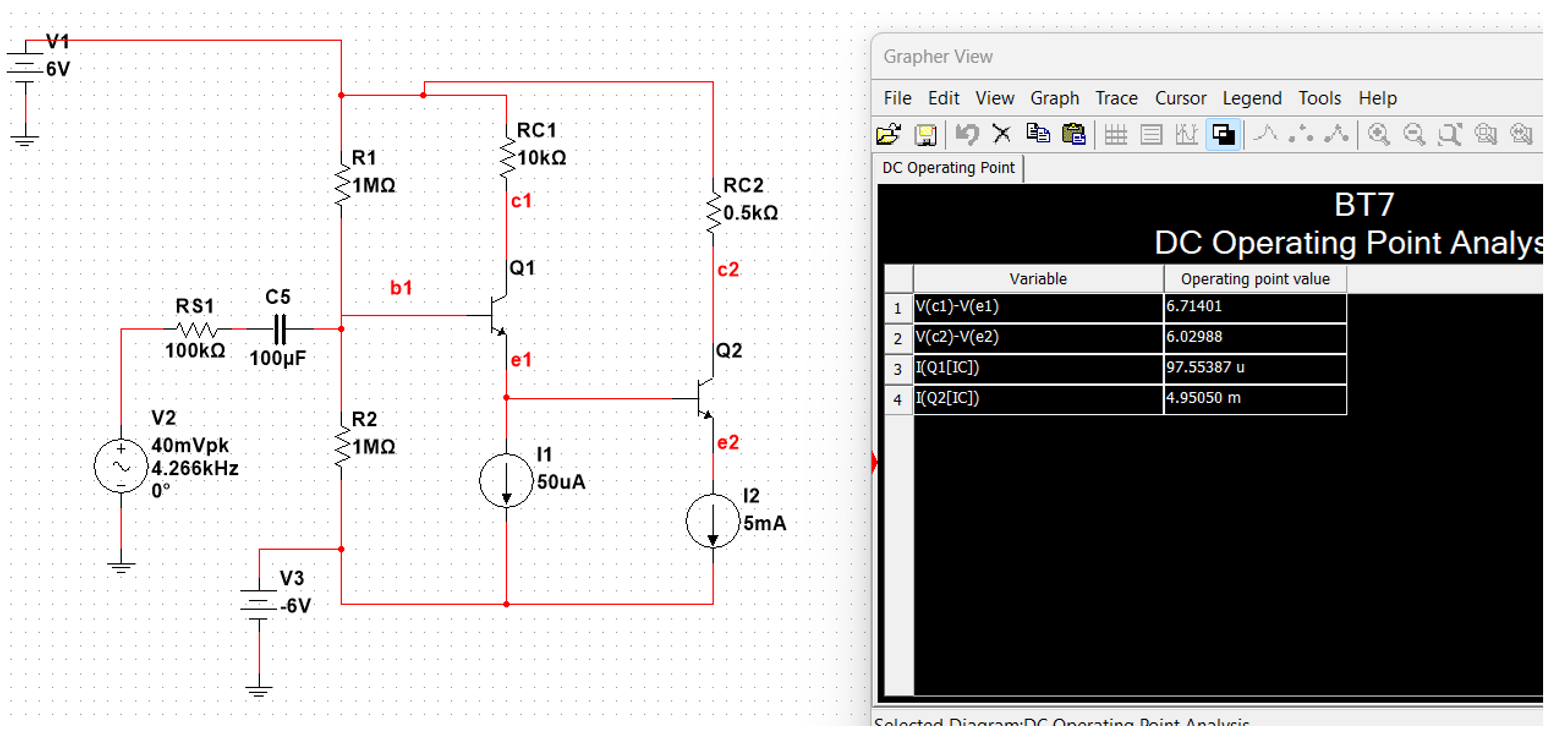 V1
6V
R1
1MΩ
RC1
10kΩ
c1
RC2
0.5kΩ
c2
Q1
b1
RS1
100kΩ
C5
100µF
e1
Q2
V2
40mVpk
4.266kHz
0°
R2
1MΩ
e2
I1
50uA
I2
5mA
V3
-6V
Grapher View
File Edit View Graph Trace Cursor Legend Tools Help
DC Operating Point
BT7
DC Operating Point Analys
Variable Operating point value
1 V(c1)-V(e1) 6.71401
2 V(c2)-V(e2) 6.02988
3 I(Q1[IC]) 97.55387 u
4 I(Q2[IC]) 4.95050 m
Selected Diagram:DC Operating Point Analysis